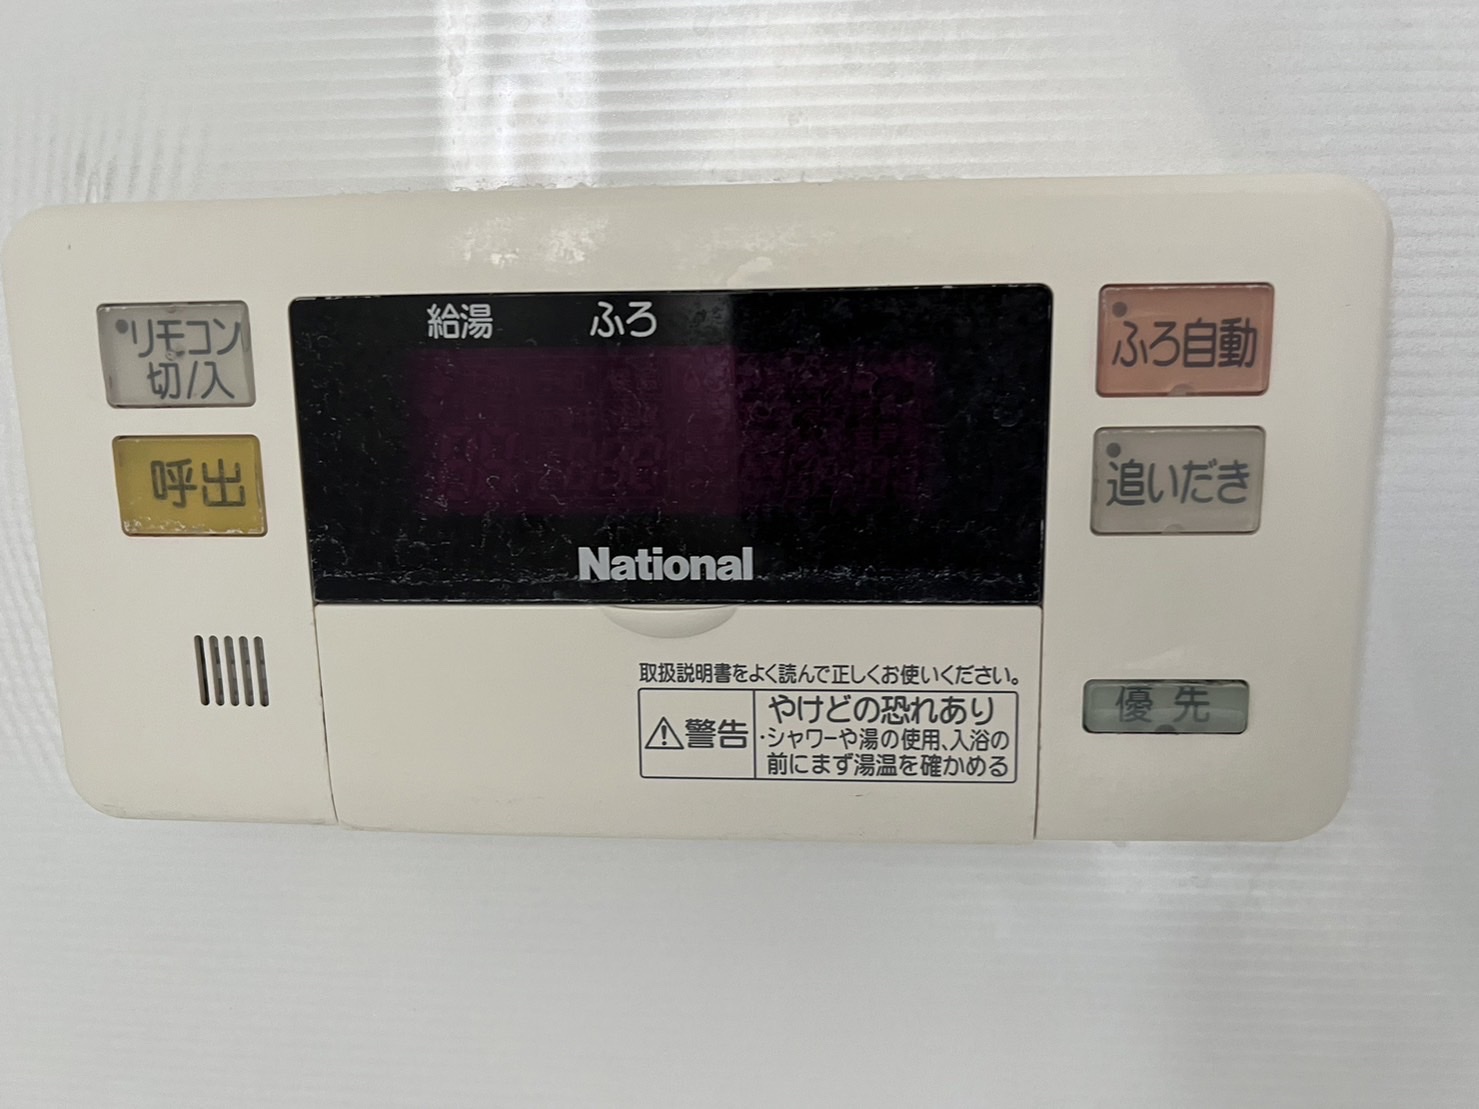 リモコン
切/入
呼出
給湯
ふろ
National
ふろ自動
追いだき
優先
取扱説明書をよく読んで正しくお使いください。
警告
やけどの恐れあり
・シャワーや湯の使用、入浴の
前にまず湯温を確かめる